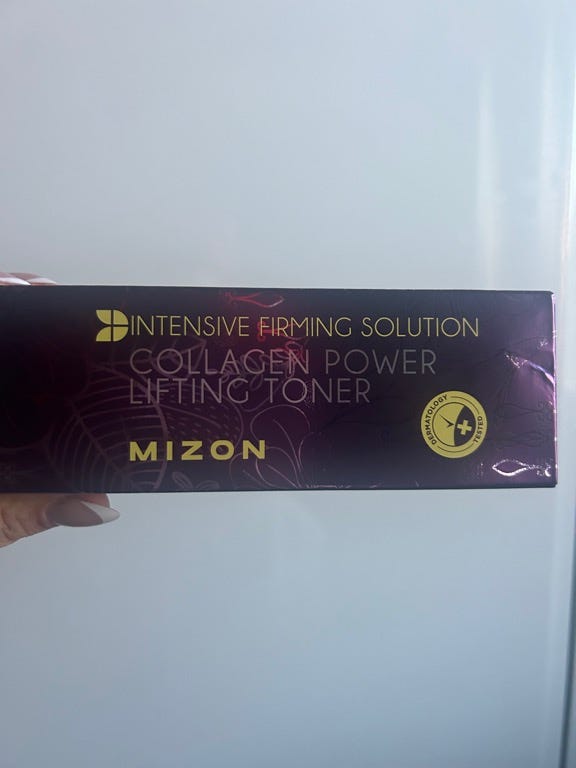 INTENSIVE FIRMING SOLUTION
COLLAGEN POWER
LIFTING TONER
DERMATOLOGY
TESTED
MIZON